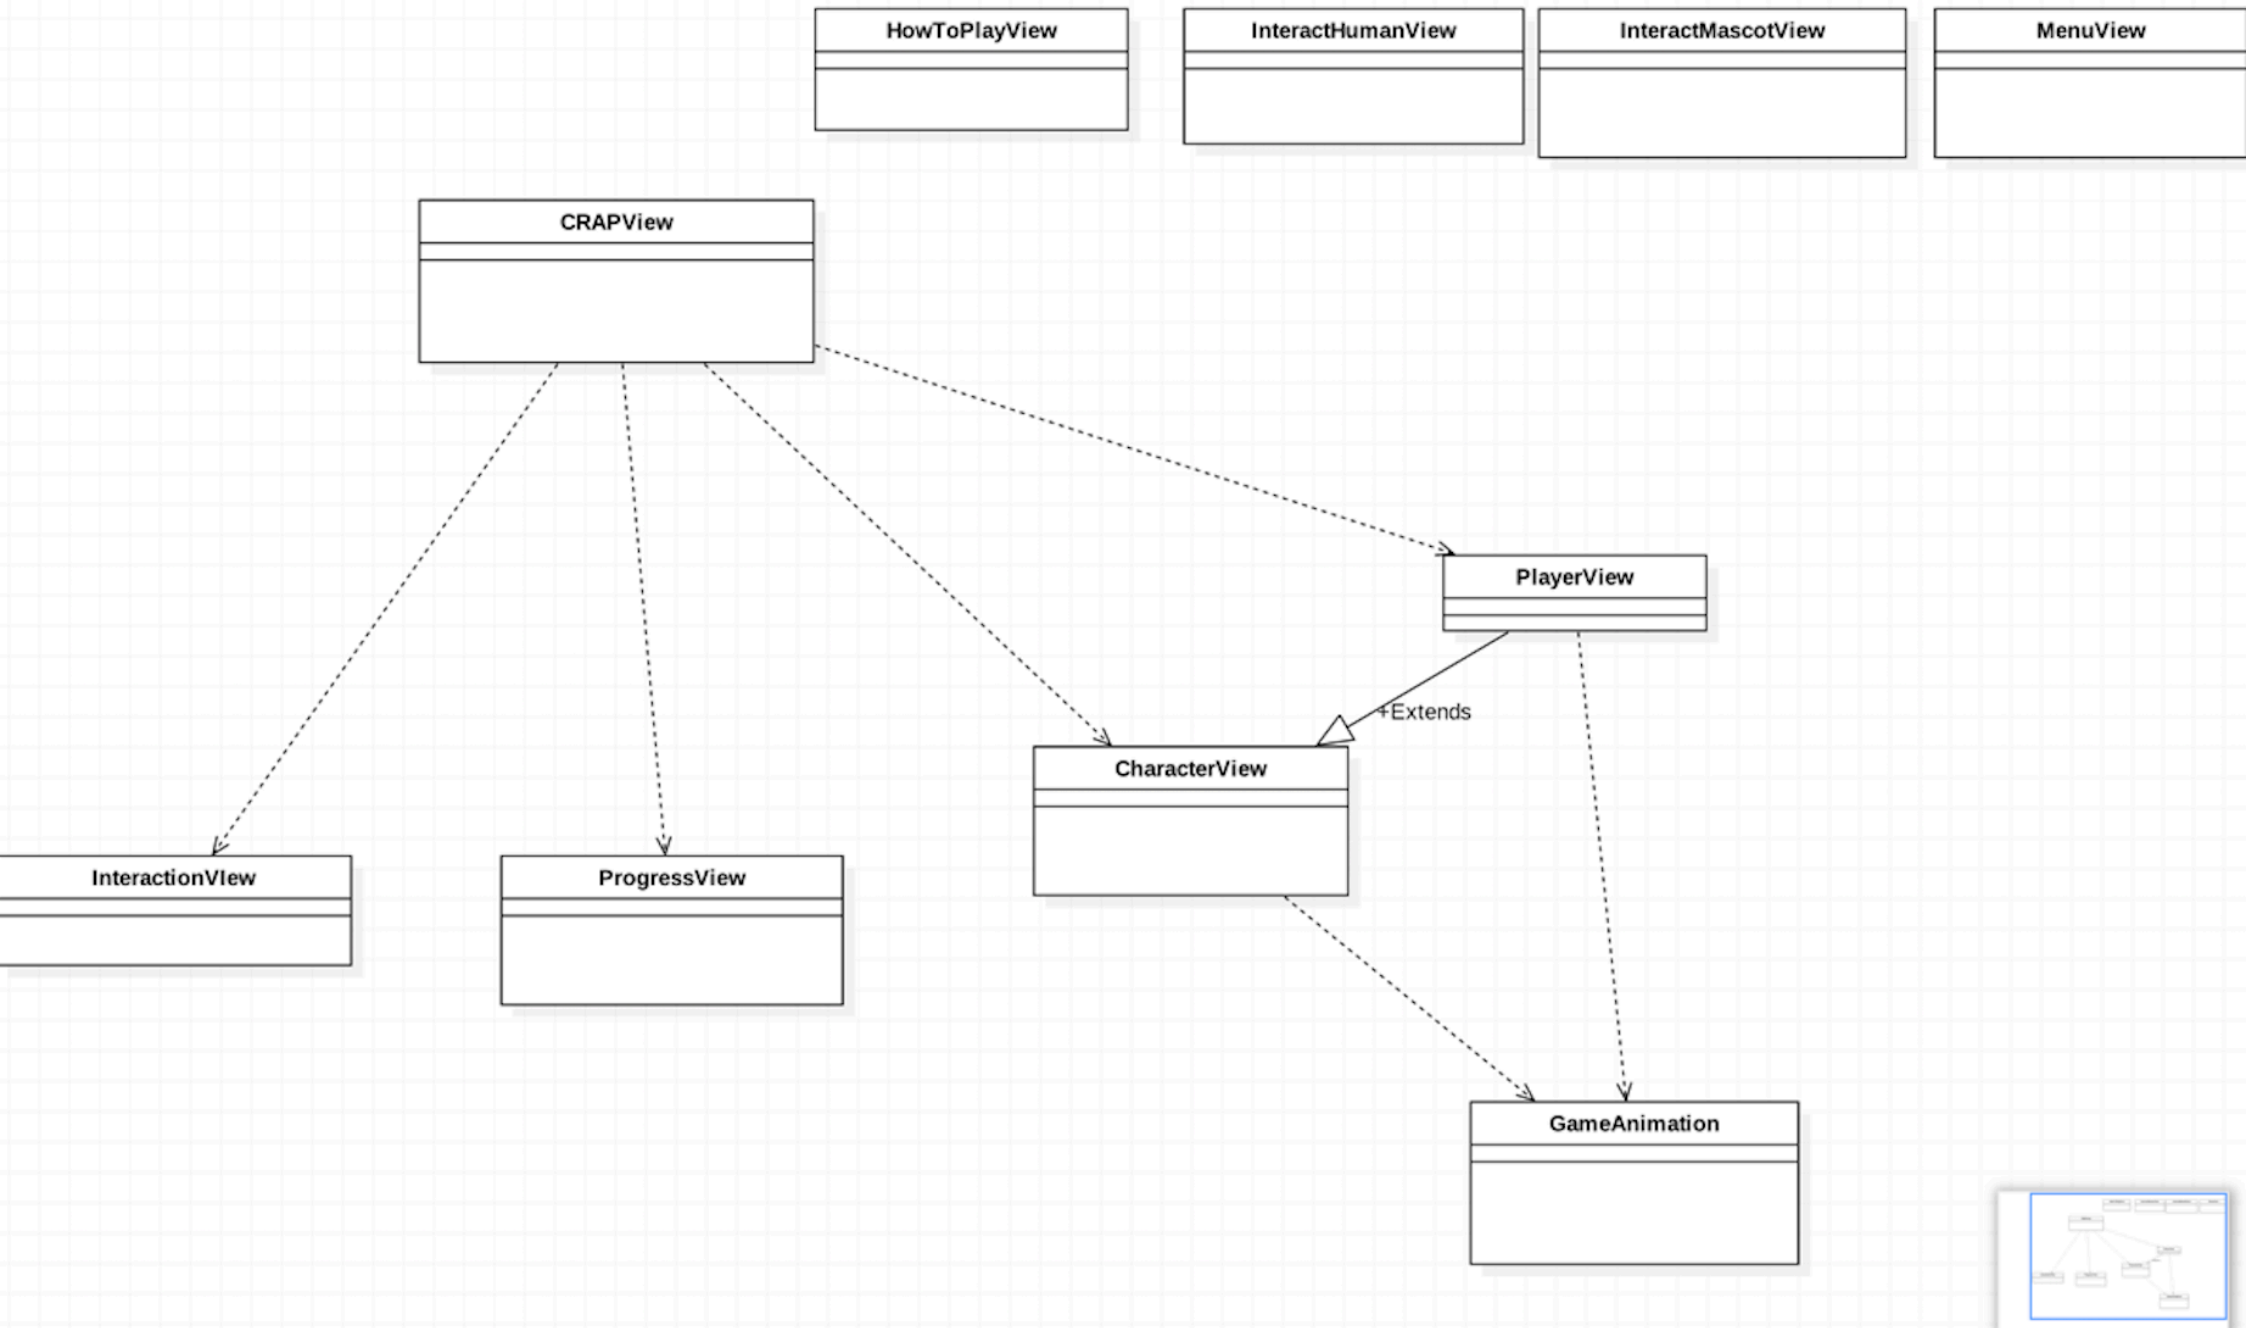 HowToPlayView
InteractHumanView
InteractMascotView
MenuView
CRAPView
PlayerView
+Extends
CharacterView
InteractionVIew
ProgressView
GameAnimation